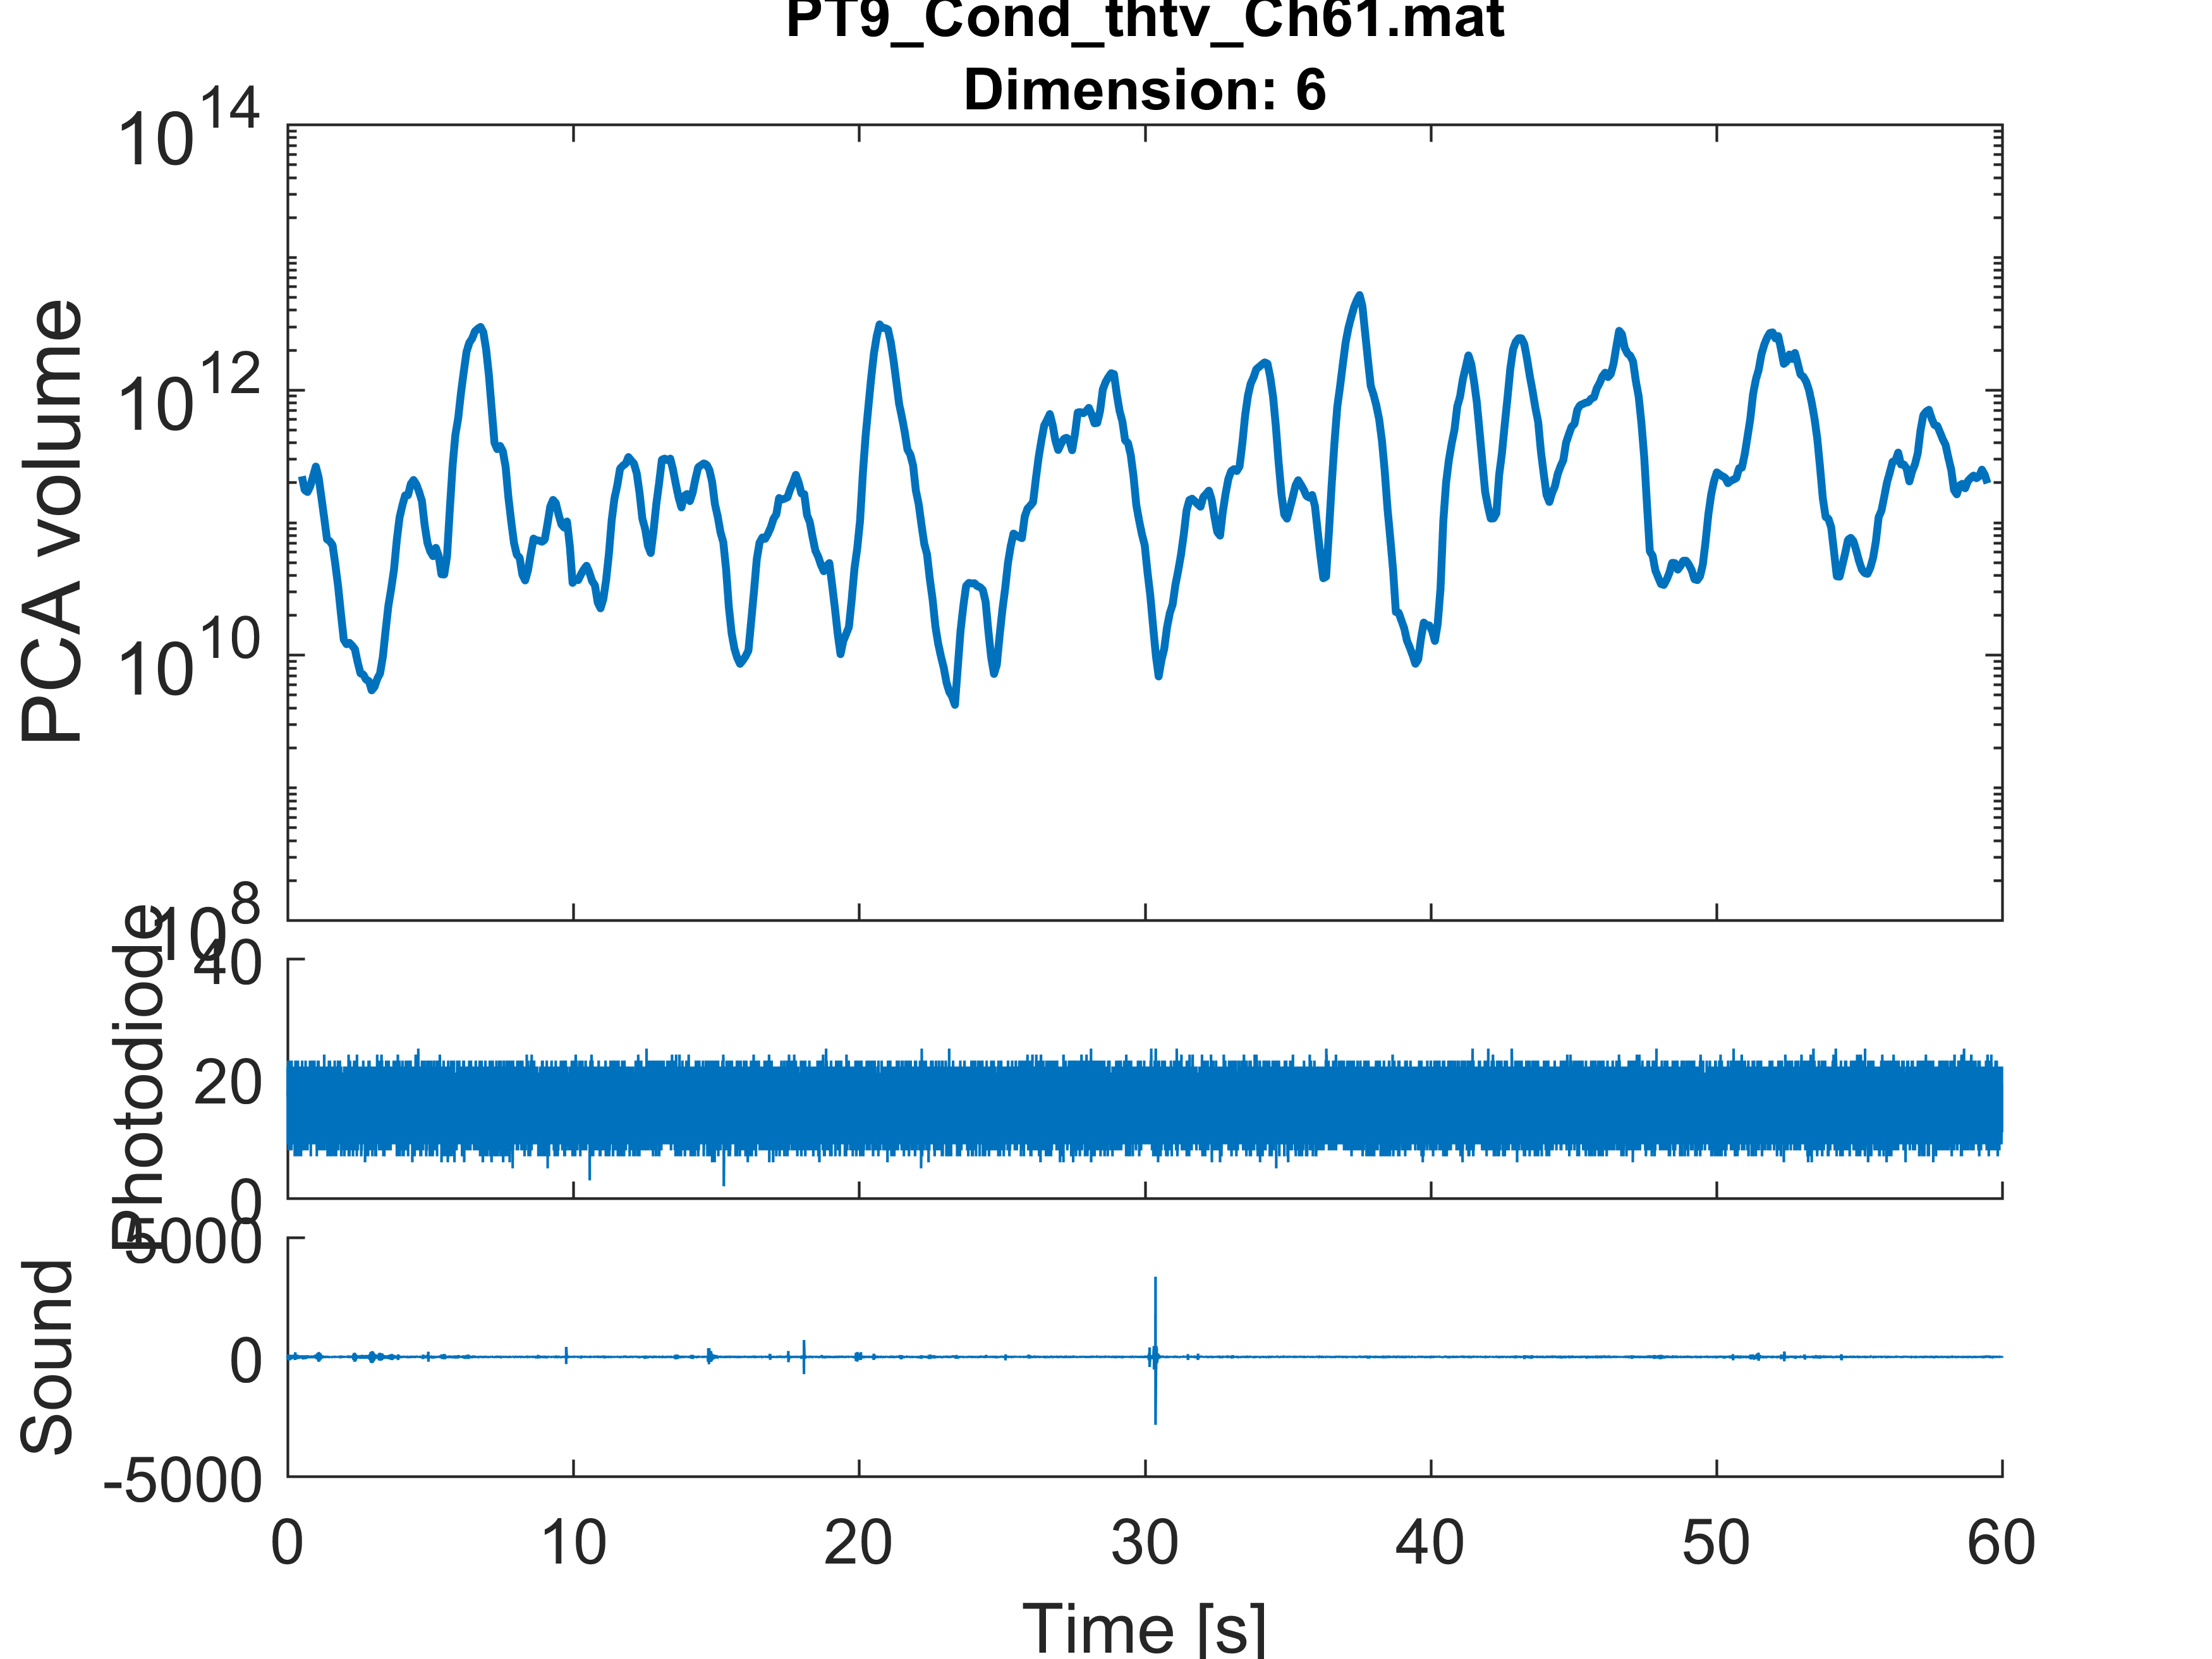 PT9_Cond_thtv_Ch61.mat
Dimension: 6
PCA volume
10^14
10^12
10^10
10^8
Photodiode
40
20
0
Sound
5000
0
-5000
0 10 20 30 40 50 60
Time [s]